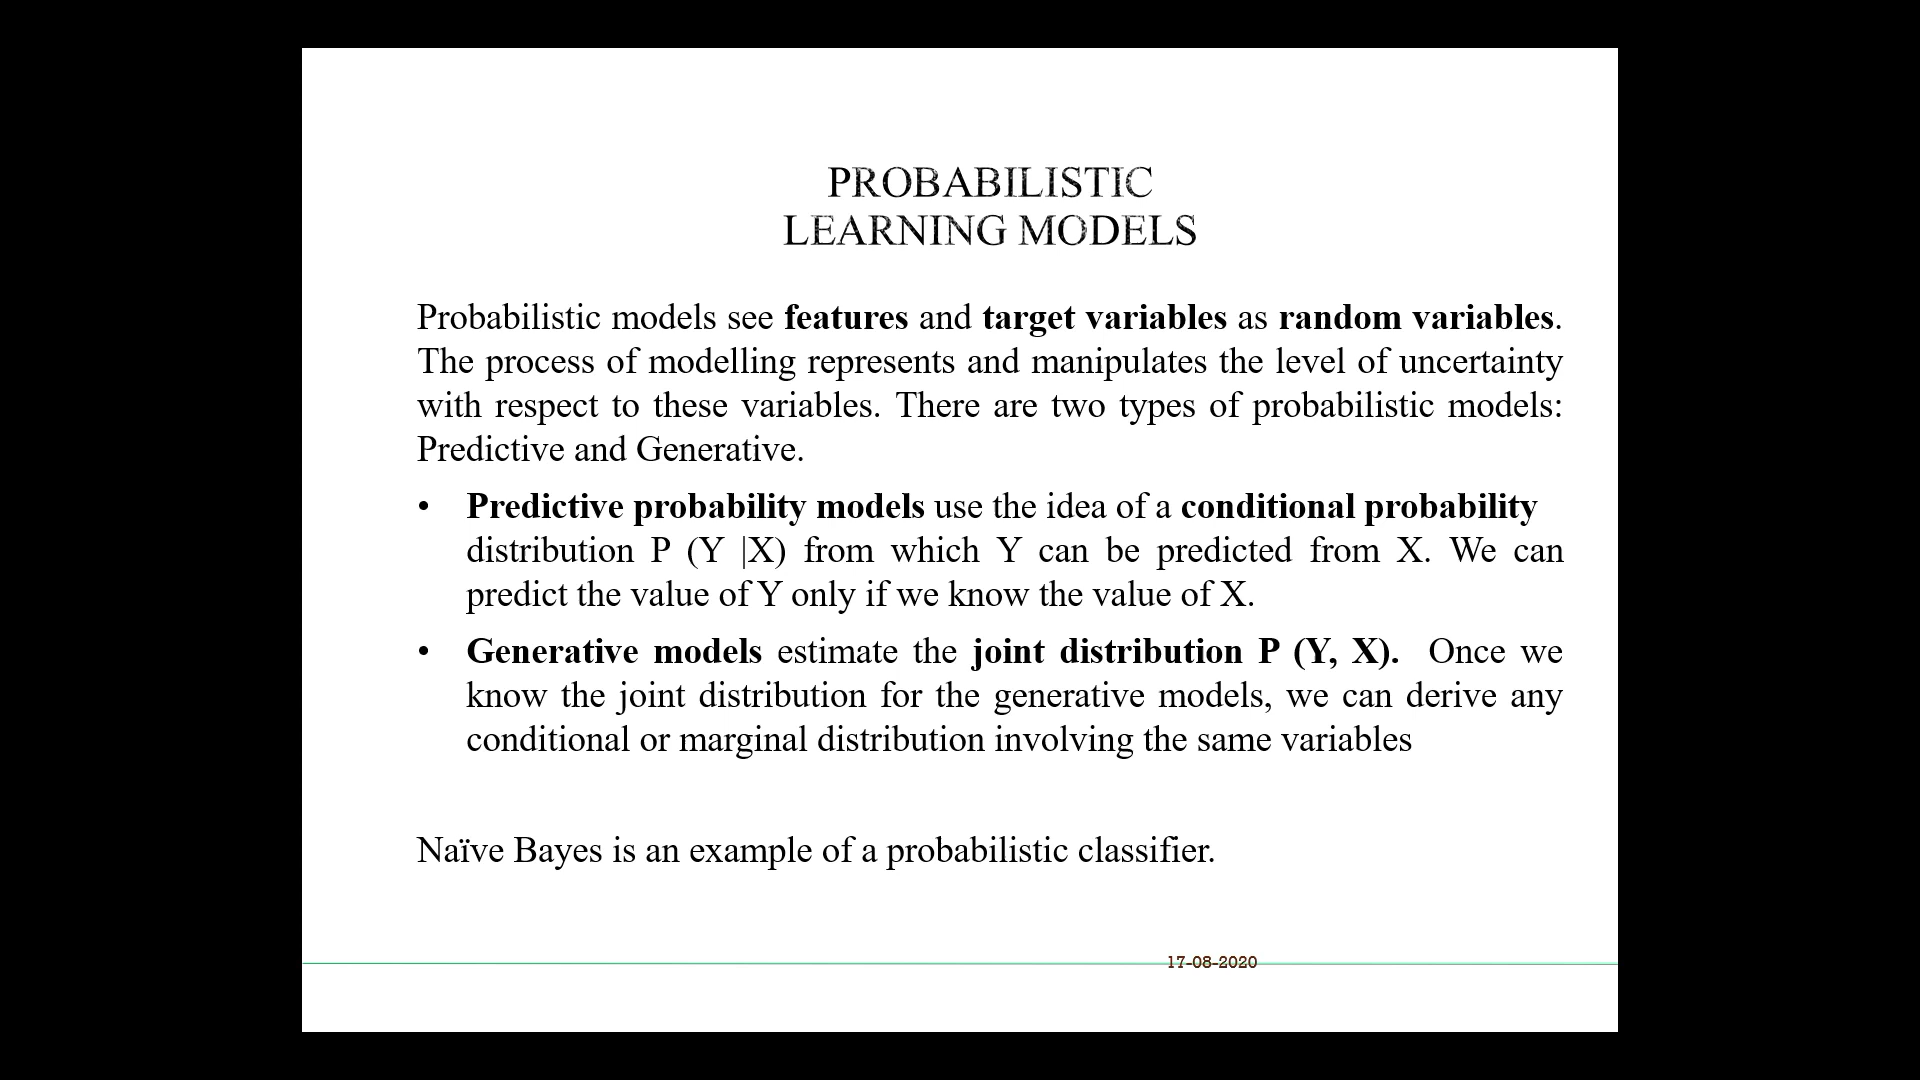 PROBABILISTIC
LEARNING MODELS
Probabilistic models see features and target variables as random variables.
The process of modelling represents and manipulates the level of uncertainty
with respect to these variables. There are two types of probabilistic models:
Predictive and Generative.
• Predictive probability models use the idea of a conditional probability
distribution P (Y |X) from which Y can be predicted from X. We can
predict the value of Y only if we know the value of X.
• Generative models estimate the joint distribution P (Y, X). Once we
know the joint distribution for the generative models, we can derive any
conditional or marginal distribution involving the same variables
Naïve Bayes is an example of a probabilistic classifier.
17-08-2020